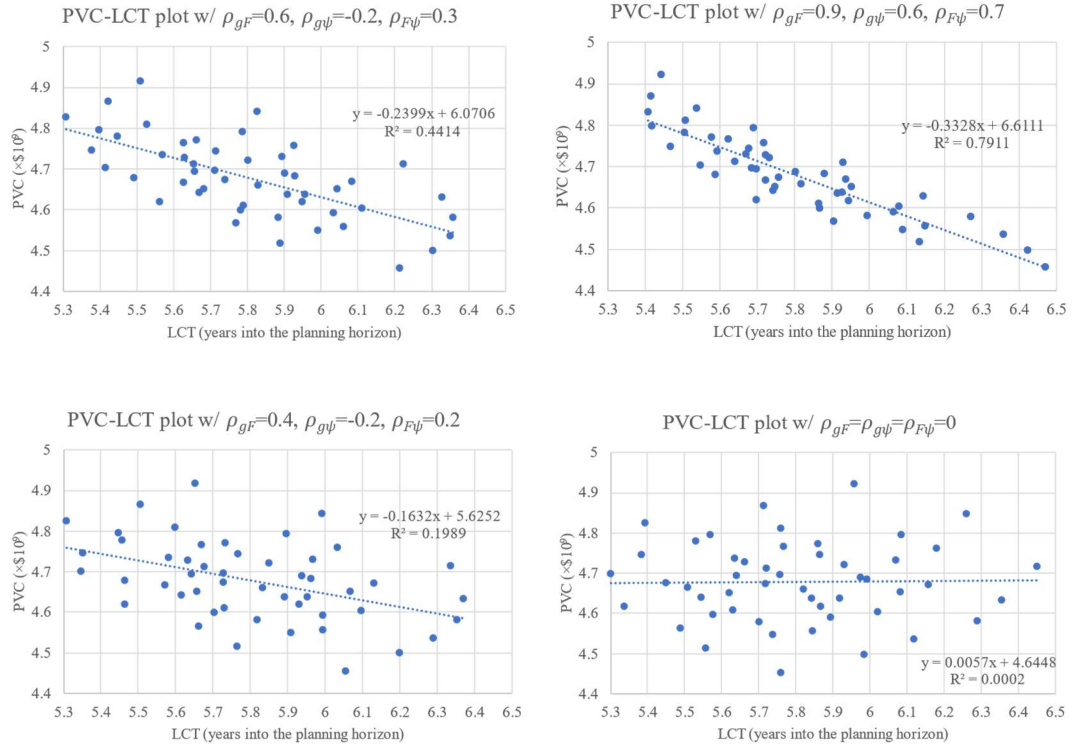 PVC-LCT plot w/ ρgF=0.6, ρgψ=-0.2, ρFψ=0.3
5
4.9
4.8
4.7
4.6
4.5
4.4
PVC (×$10⁹)
y = -0.2399x + 6.0706
R² = 0.4414
5.3 5.4 5.5 5.6 5.7 5.8 5.9 6 6.1 6.2 6.3 6.4 6.5
LCT (years into the planning horizon)
PVC-LCT plot w/ ρgF=0.9, ρgψ=0.6, ρFψ=0.7
5
4.9
4.8
4.7
4.6
4.5
4.4
PVC (×$10⁹)
y = -0.3328x + 6.6111
R² = 0.7911
5.3 5.4 5.5 5.6 5.7 5.8 5.9 6 6.1 6.2 6.3 6.4 6.5
LCT (years into the planning horizon)
PVC-LCT plot w/ ρgF=0.4, ρgψ=-0.2, ρFψ=0.2
5
4.9
4.8
4.7
4.6
4.5
4.4
PVC (×$10⁹)
y = -0.1632x + 5.6252
R² = 0.1989
5.3 5.4 5.5 5.6 5.7 5.8 5.9 6 6.1 6.2 6.3 6.4 6.5
LCT (years into the planning horizon)
PVC-LCT plot w/ ρgF=ρgψ=ρFψ=0
5
4.9
4.8
4.7
4.6
4.5
4.4
PVC (×$10⁹)
y = 0.0057x + 4.6448
R² = 0.0002
5.3 5.4 5.5 5.6 5.7 5.8 5.9 6 6.1 6.2 6.3 6.4 6.5
LCT (years into the planning horizon)